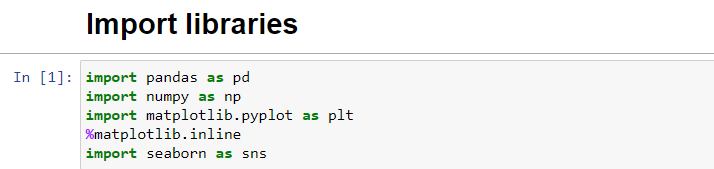 Import libraries
In [1]: import pandas as pd
import numpy as np
import matplotlib.pyplot as plt
%matplotlib.inline
import seaborn as sns